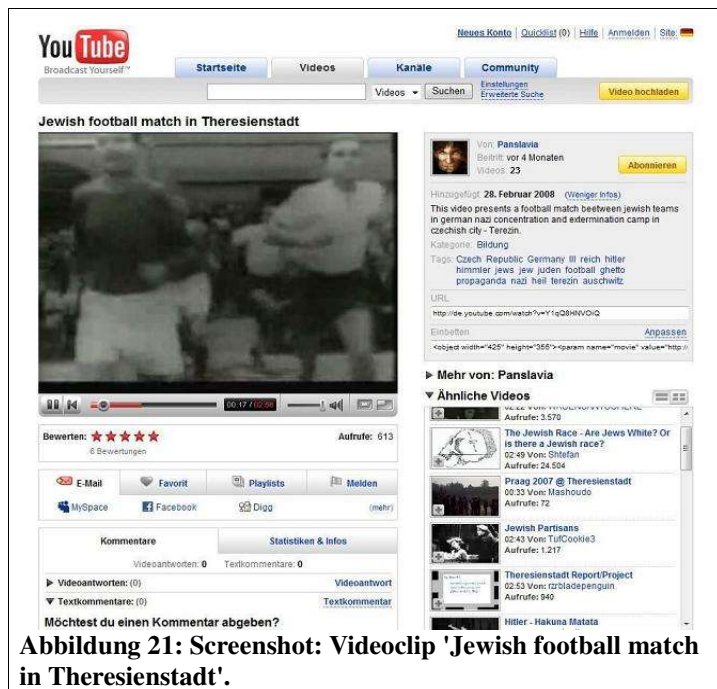 Neues Konto | Quicklist (0) | Hilfe | Anmelden | Site:
You Tube
Broadcast Yourself™
Startseite Videos Kanäle Community
Videos Suchen Einstellungen
Erweiterte Suche
Video hochladen
Jewish football match in Theresienstadt
Von: Panslavia
Beitritt: vor 4 Monaten
Videos: 23
Abonnieren
Hinzugefügt: 28. Februar 2008 (Weniger Infos)
This video presents a football match beetween jewish teams
in german nazi concentration and extermination camp in
czechish city - Terezin.
Kategorie: Bildung
Tags: Czech Republic Germany III reich hitler
himmler jews jew juden football ghetto
propaganda nazi heil terezin auschwitz
URL
http://de.youtube.com/watch?v=Y1qQ8HNVOiQ
Einbetten Anpassen
<object width="425" height="355"><param name="movie" value="http:/
00:17 / 02:56
Bewerten: Aufrufe: 613
6 Bewertungen
E-Mail Favorit Playlists Melden
MySpace Facebook Digg (mehr)
Kommentare Statistiken & Infos
Videoantworten: 0 Textkommentare: 0
Videoantworten: (0) Videoantwort
Textkommentare: (0) Textkommentar
Möchtest du einen Kommentar abgeben?
Mehr von: Panslavia
Ähnliche Videos
Aufrufe: 3.570
The Jewish Race - Are Jews White? Or
is there a Jewish race?
02:49 Von: Shtefan
Aufrufe: 24.504
Praag 2007 @ Theresienstadt
00:33 Von: Mashoudo
Aufrufe: 72
Jewish Partisans
02:43 Von: TufCookie3
Aufrufe: 1.217
Theresienstadt Report/Project
02:53 Von: rzrbladepenguin
Aufrufe: 940
Hitler - Hakuna Matata
Abbildung 21: Screenshot: Videoclip 'Jewish football match
in Theresienstadt'.